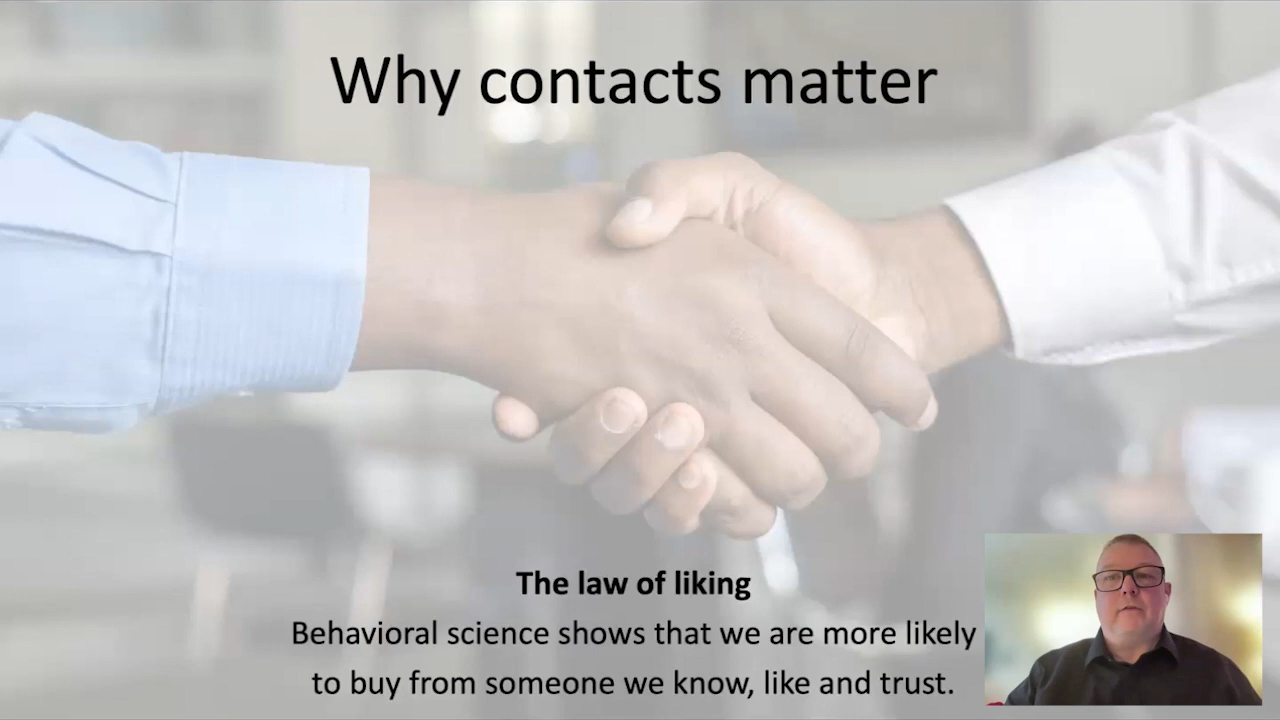 Why contacts matter
The law of liking
Behavioral science shows that we are more likely
to buy from someone we know, like and trust.